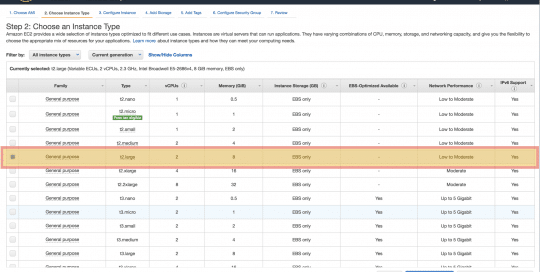 1. Choose AMI 2. Choose Instance Type 3. Configure Instance 4. Add Storage 5. Add Tags 6. Configure Security Group 7. Review
Step 2: Choose an Instance Type
Amazon EC2 provides a wide selection of instance types optimized to fit different use cases. Instances are virtual servers that can run applications. They have varying combinations of CPU, memory, storage, and networking capacity, and give you the flexibility to
choose the appropriate mix of resources for your applications. Learn more about instance types and how they can meet your computing needs.
Filter by: All instance types Current generation Show/Hide Columns
Currently selected: t2.large (Variable ECUs, 2 vCPUs, 2.3 GHz, Intel Broadwell E5-2686v4, 8 GiB memory, EBS only)
Family Type vCPUs Memory (GiB) Instance Storage (GB) EBS-Optimized Available Network Performance IPv6 Support
General purpose t2.nano 1 0.5 EBS only - Low to Moderate Yes
General purpose t2.micro 1 1 EBS only - Low to Moderate Yes
Free tier eligible
General purpose t2.small 1 2 EBS only - Low to Moderate Yes
General purpose t2.medium 2 4 EBS only - Low to Moderate Yes
General purpose t2.large 2 8 EBS only - Low to Moderate Yes
General purpose t2.xlarge 4 16 EBS only - Moderate Yes
General purpose t2.2xlarge 8 32 EBS only - Moderate Yes
General purpose t3.nano 2 0.5 EBS only Yes Up to 5 Gigabit Yes
General purpose t3.micro 2 1 EBS only Yes Up to 5 Gigabit Yes
General purpose t3.small 2 2 EBS only Yes Up to 5 Gigabit Yes
General purpose t3.medium 2 4 EBS only Yes Up to 5 Gigabit Yes
General purpose t3.large 2 8 EBS only Yes Up to 5 Gigabit Yes